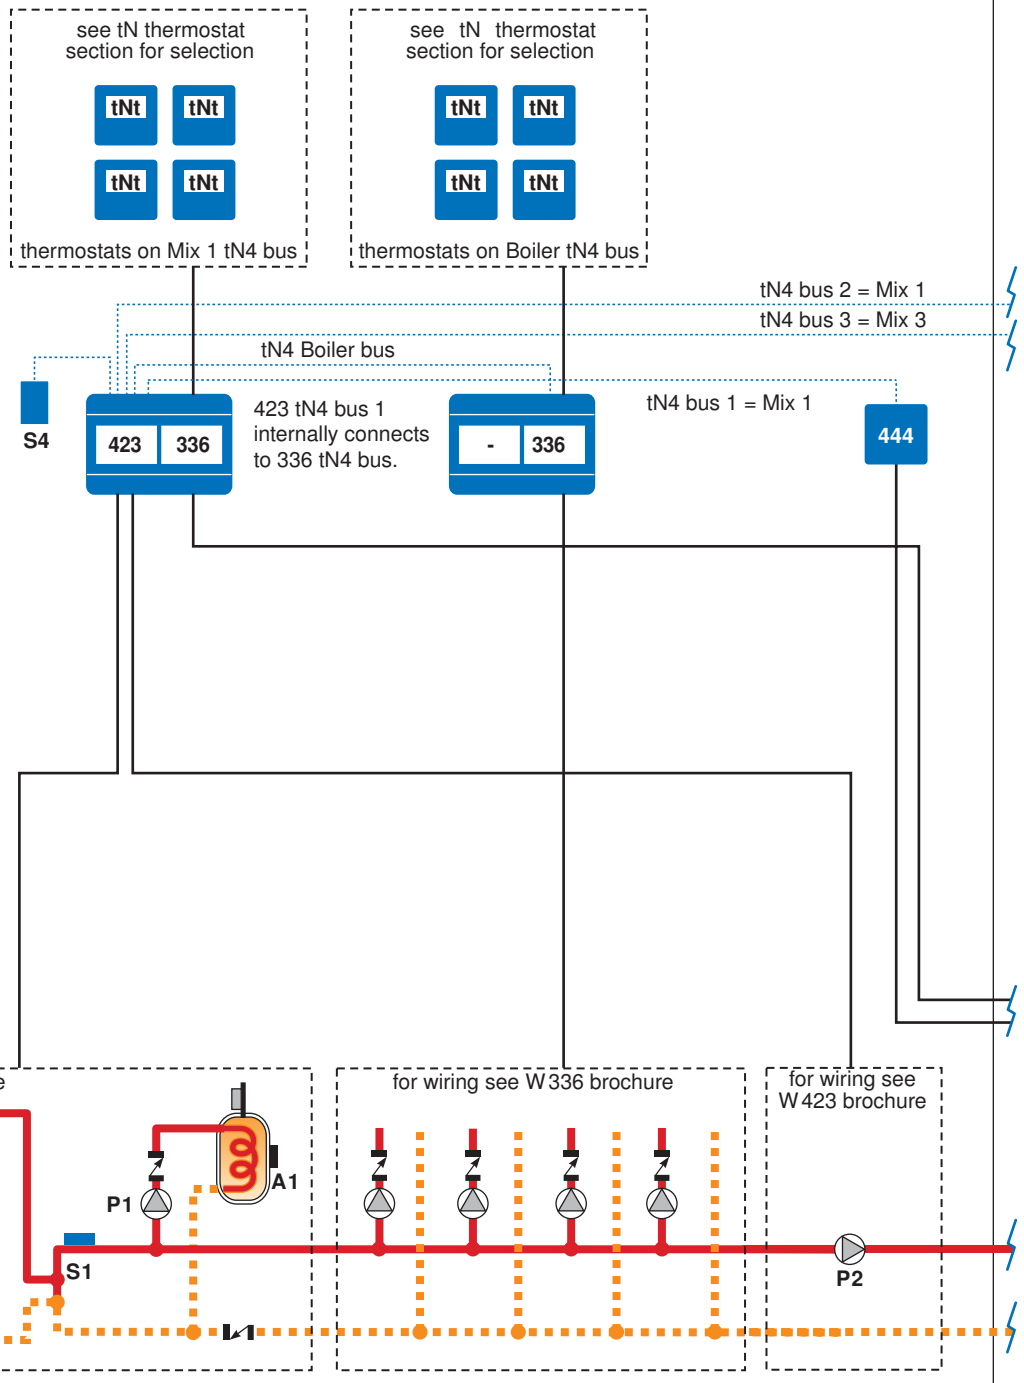 see tN thermostat
section for selection
tNt tNt
tNt tNt
thermostats on Mix 1 tN4 bus
see tN thermostat
section for selection
tNt tNt
tNt tNt
thermostats on Boiler tN4 bus
tN4 bus 2 = Mix 1
tN4 bus 3 = Mix 3
tN4 Boiler bus
tN4 bus 1 = Mix 1
S4
423 336
423 tN4 bus 1
internally connects
to 336 tN4 bus.
- 336
444
e
for wiring see W 336 brochure
for wiring see
W 423 brochure
P1
A1
S1
P2